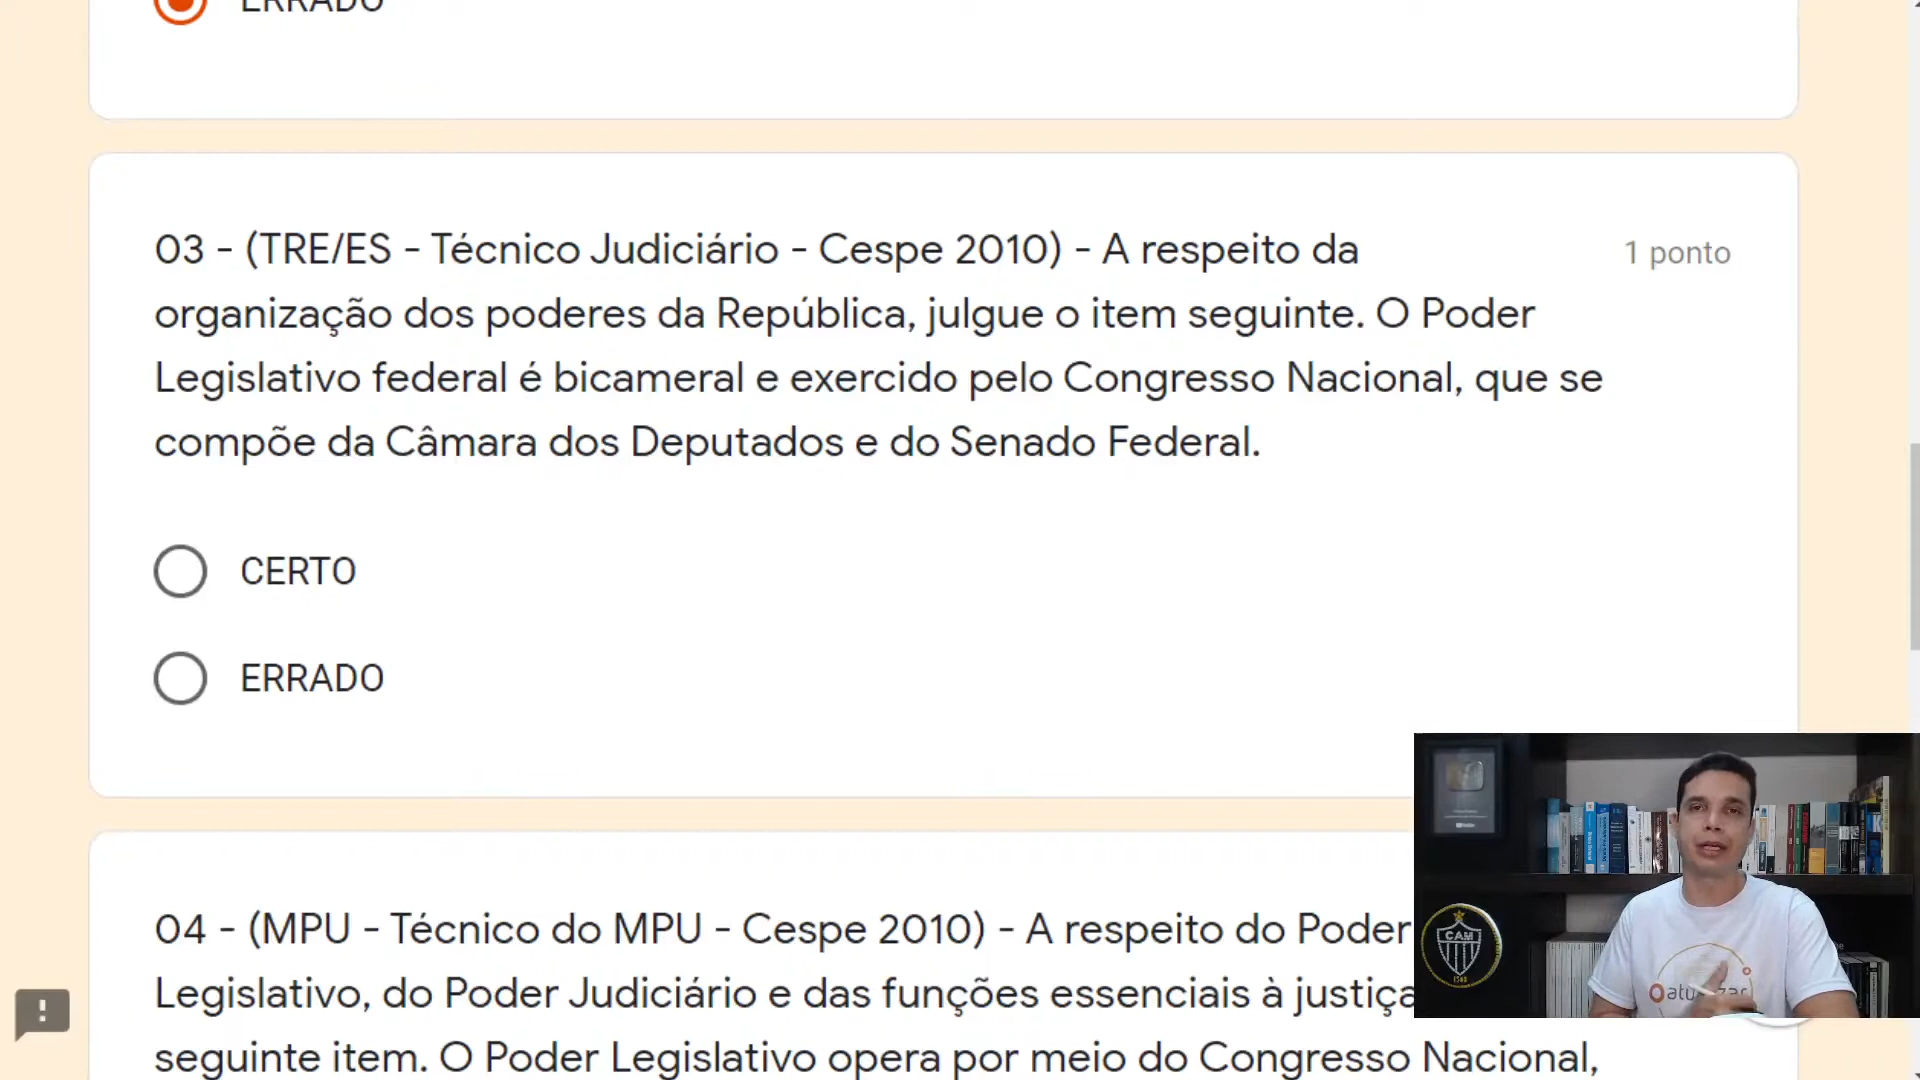 ERRADO
03 - (TRE/ES - Técnico Judiciário - Cespe 2010) - A respeito da
1 ponto
organização dos poderes da República, julgue o item seguinte. O Poder
Legislativo federal é bicameral e exercido pelo Congresso Nacional, que se
compõe da Câmara dos Deputados e do Senado Federal.
CERTO
ERRADO
04 - (MPU - Técnico do MPU - Cespe 2010) - A respeito do Poder
Legislativo, do Poder Judiciário e das funções essenciais à justiça
seguinte item. O Poder Legislativo opera por meio do Congresso Nacional,
CAM